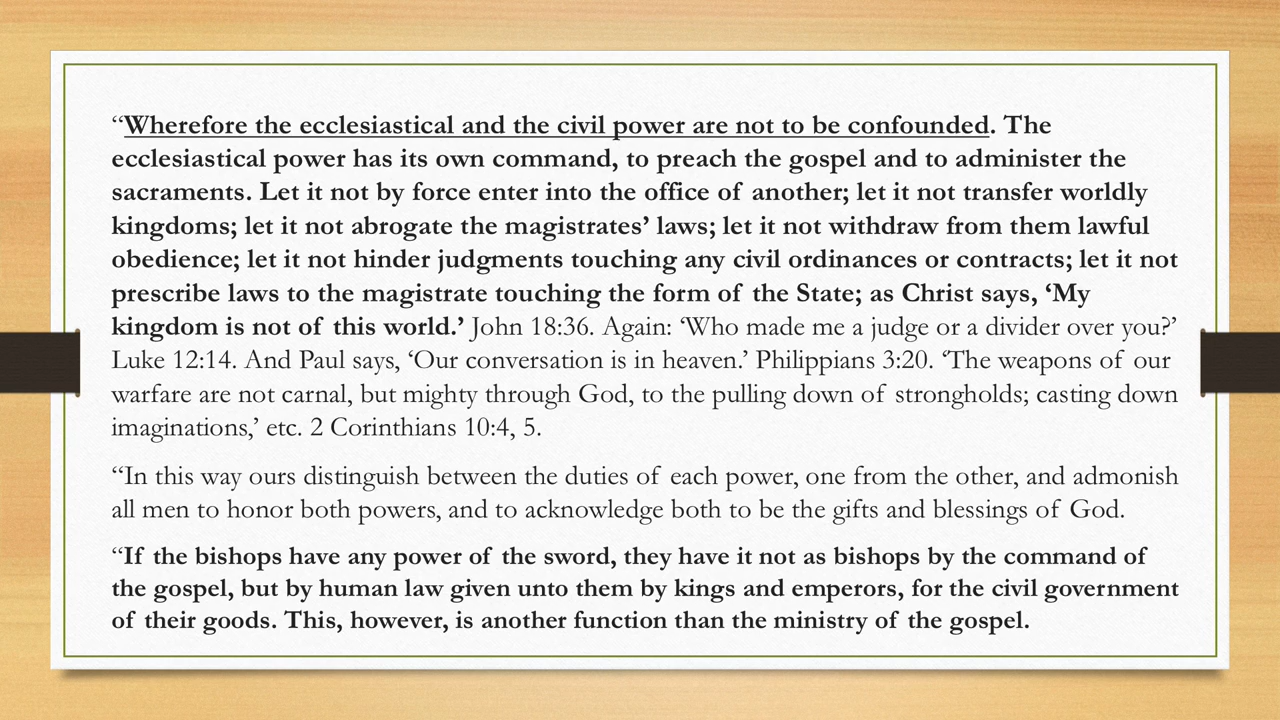 “Wherefore the ecclesiastical and the civil power are not to be confounded. The
ecclesiastical power has its own command, to preach the gospel and to administer the
sacraments. Let it not by force enter into the office of another; let it not transfer worldly
kingdoms; let it not abrogate the magistrates’ laws; let it not withdraw from them lawful
obedience; let it not hinder judgments touching any civil ordinances or contracts; let it not
prescribe laws to the magistrate touching the form of the State; as Christ says, ‘My
kingdom is not of this world.’ John 18:36. Again: ‘Who made me a judge or a divider over you?’
Luke 12:14. And Paul says, ‘Our conversation is in heaven.’ Philippians 3:20. ‘The weapons of our
warfare are not carnal, but mighty through God, to the pulling down of strongholds; casting down
imaginations,’ etc. 2 Corinthians 10:4, 5.
“In this way ours distinguish between the duties of each power, one from the other, and admonish
all men to honor both powers, and to acknowledge both to be the gifts and blessings of God.
“If the bishops have any power of the sword, they have it not as bishops by the command of
the gospel, but by human law given unto them by kings and emperors, for the civil government
of their goods. This, however, is another function than the ministry of the gospel.